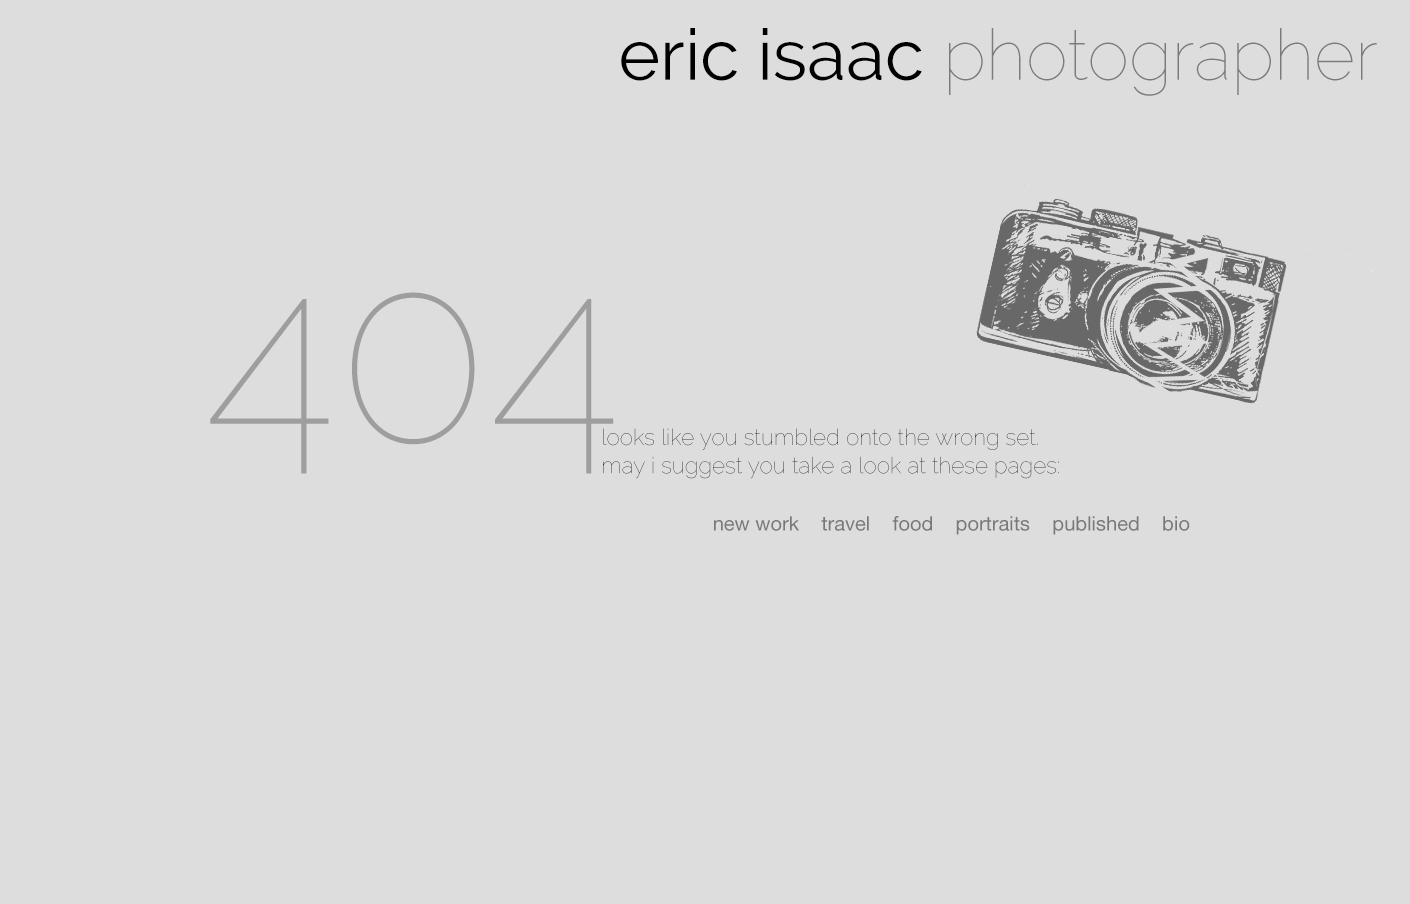 eric isaac photographer
404
looks like you stumbled onto the wrong set.
may i suggest you take a look at these pages:
new work travel food portraits published bio